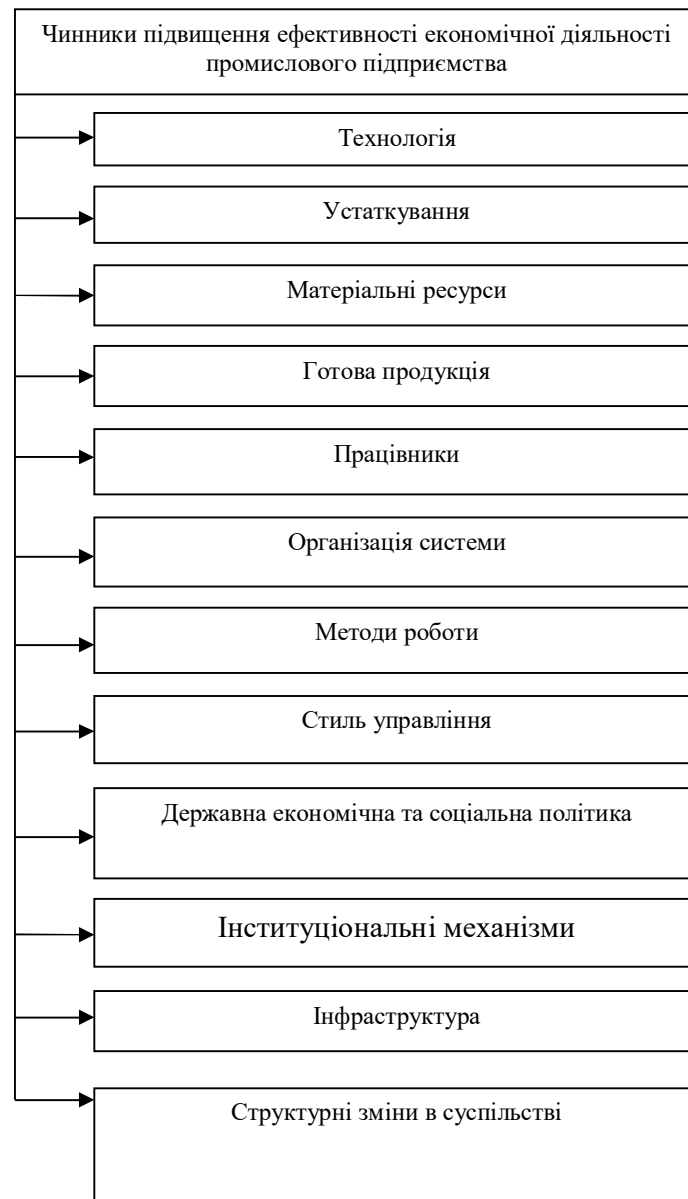 Чинники підвищення ефективності економічної діяльності
промислового підприємства
Технологія
Устаткування
Матеріальні ресурси
Готова продукція
Працівники
Організація системи
Методи роботи
Стиль управління
Державна економічна та соціальна політика
Інституціональні механізми
Інфраструктура
Структурні зміни в суспільстві